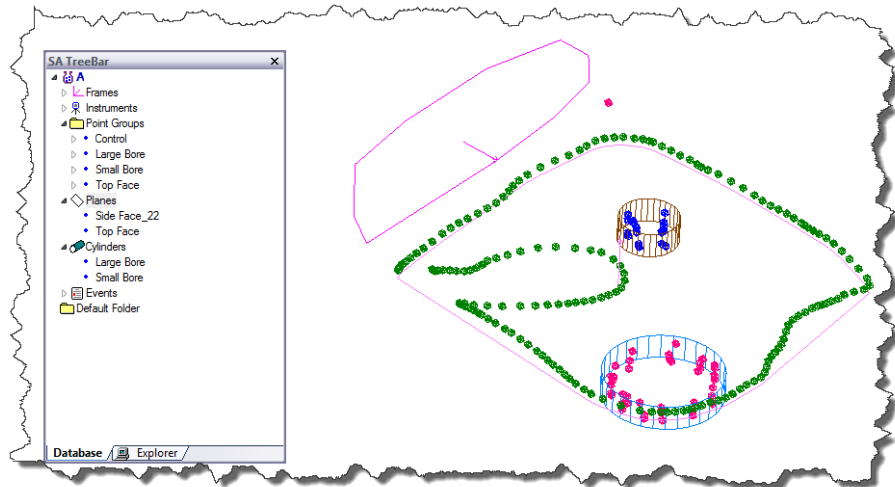 SA TreeBar
A
Frames
Instruments
Point Groups
Control
Large Bore
Small Bore
Top Face
Planes
Side Face_22
Top Face
Cylinders
Large Bore
Small Bore
Events
Default Folder
Database Explorer